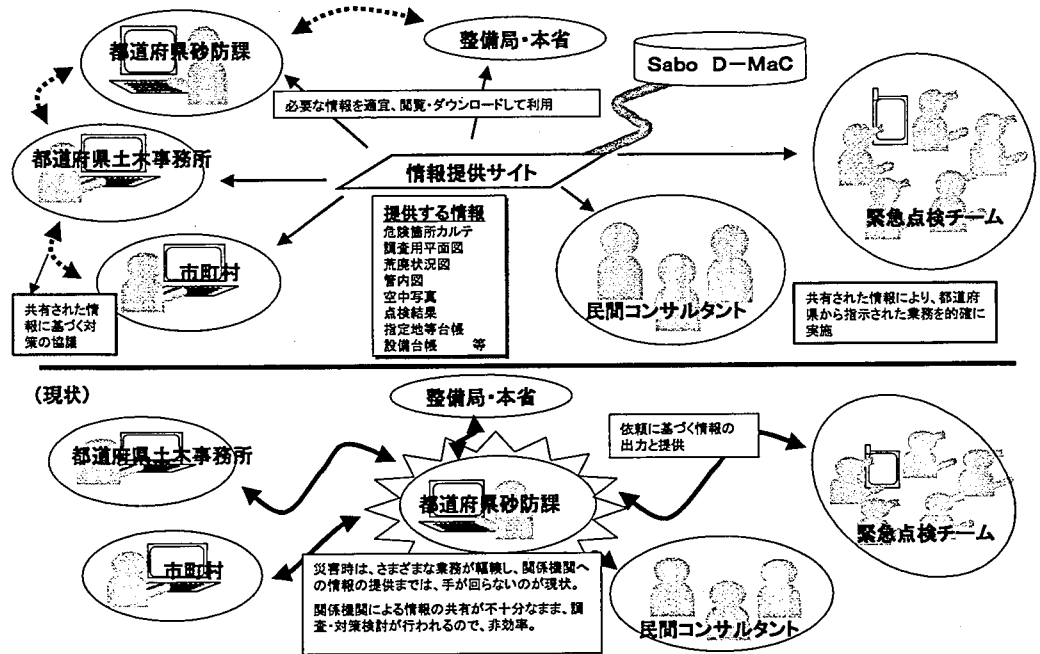 都道府県砂防課
整備局・本省
Sabo D-MaC
必要な情報を適宜、閲覧・ダウンロードして利用
都道府県土木事務所
情報提供サイト
緊急点検チーム
市町村
提供する情報
危険箇所カルテ
調査用平面図
荒廃状況図
管内図
空中写真
点検結果
指定地等台帳
設備台帳 等
民間コンサルタント
共有された情
報に基づく対
策の協議
共有された情報により、都道府
県から指示された業務を的確に
実施
(現状)
整備局・本省
都道府県土木事務所
依頼に基づく情報の
出力と提供
都道府県砂防課
緊急点検チーム
市町村
災害時は、さまざまな業務が輻輳し、関係機関へ
の情報の提供までは、手が回らないのが現状。
関係機関による情報の共有が不十分なまま、調
査・対策検討が行われるので、非効率。
民間コンサルタント